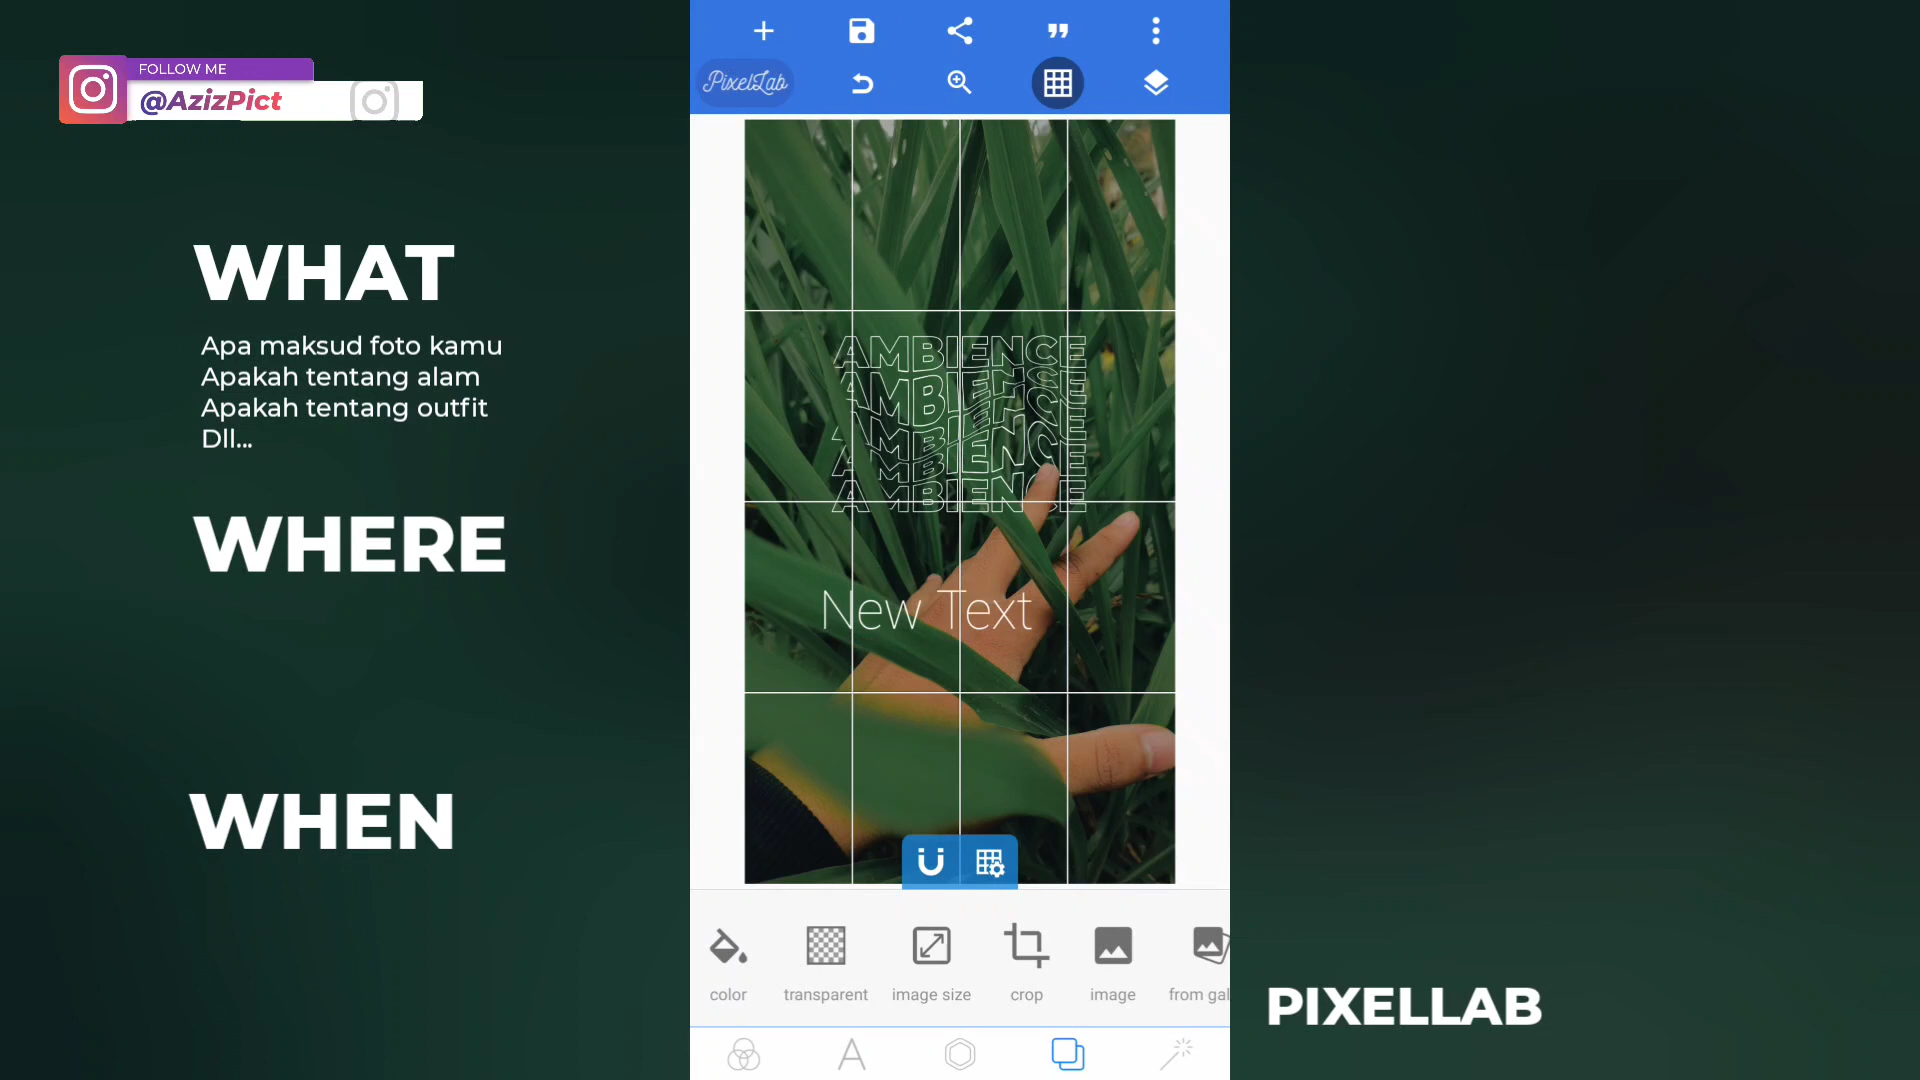 FOLLOW ME
@AzizPict
WHAT
Apa maksud foto kamu
Apakah tentang alam
Apakah tentang outfit
Dll...
WHERE
WHEN
PixelLab
AMBIENCE
AMBIENCE
AMBIENCE
AMBIENCE
AMBIENCE
New Text
color
transparent
image size
crop
image
from gal
PIXELLAB